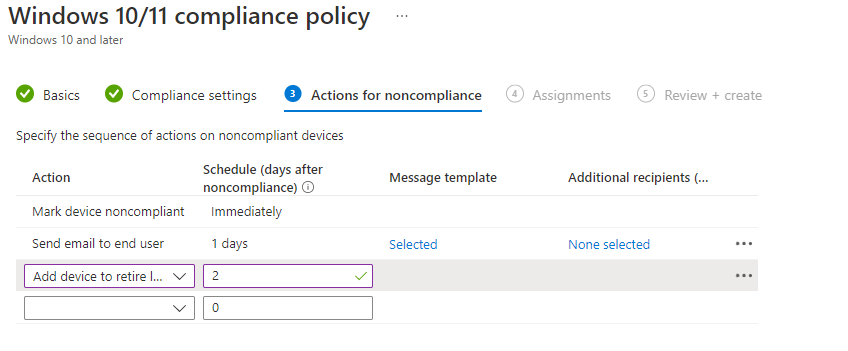 Windows 10/11 compliance policy ...
Windows 10 and later
Basics Compliance settings 3 Actions for noncompliance 4 Assignments 5 Review + create
Specify the sequence of actions on noncompliant devices
Action Schedule (days after noncompliance) Message template Additional recipients (...
Mark device noncompliant Immediately
Send email to end user 1 days Selected None selected ...
Add device to retire l... 2 ...
0